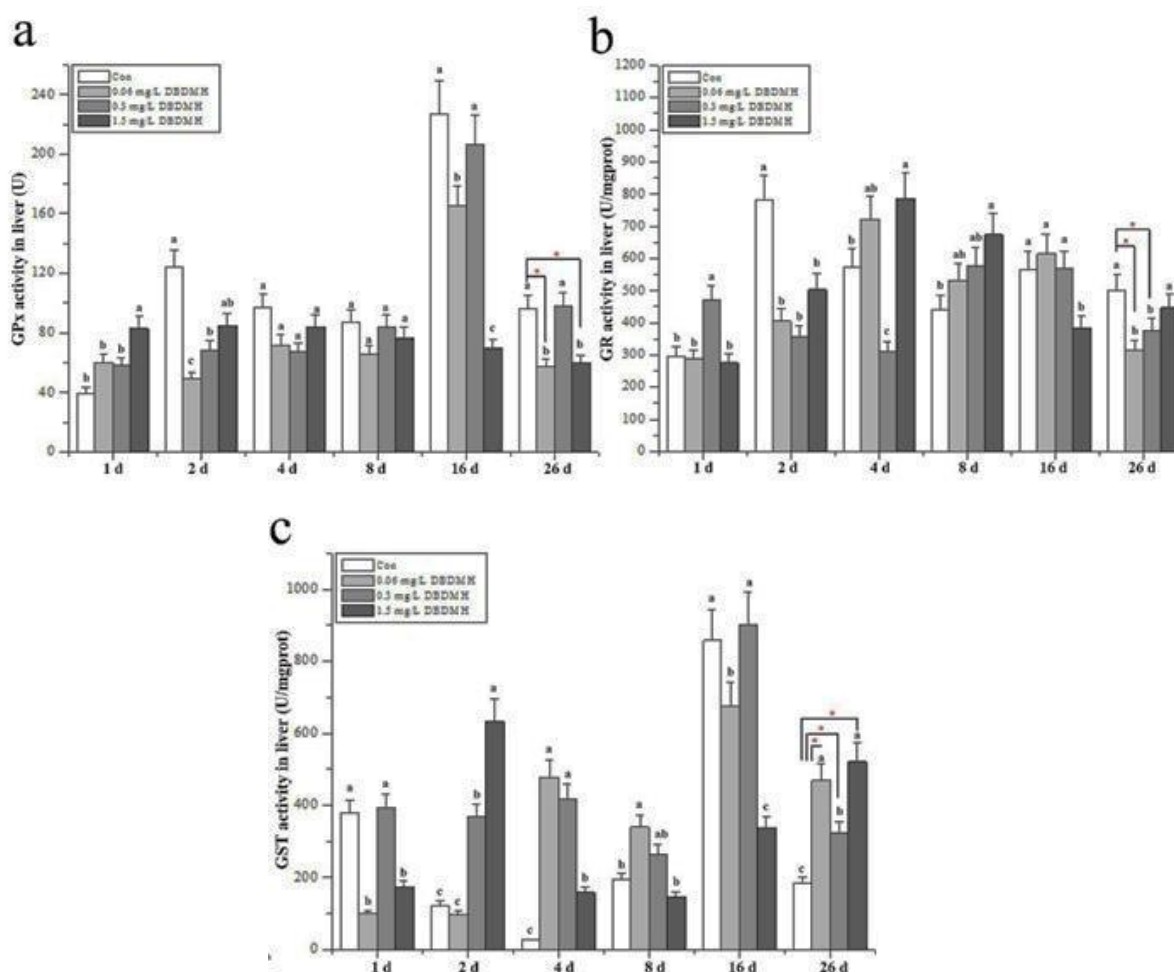 a
Con
0.06 mg/L DBDMH
0.3 mg/L DBDMH
1.5 mg/L DBDMH
GPx activity in liver (U)
240
200
160
120
80
40
0
b b b a
a c b ab
a a a a
a a a a
a b a c
a b a b
* *
1 d 2 d 4 d 8 d 16 d 26 d
b
Con
0.06 mg/L DBDMH
0.3 mg/L DBDMH
1.5 mg/L DBDMH
GR activity in liver (U/mgprot)
1200
1100
1000
900
800
700
600
500
400
300
200
100
0
b b a b
a b b b
b ab c a
b ab ab a
a a a b
a b b a
* *
1 d 2 d 4 d 8 d 16 d 26 d
c
Con
0.06 mg/L DBDMH
0.3 mg/L DBDMH
1.5 mg/L DBDMH
GST activity in liver (U/mgprot)
1000
800
600
400
200
0
a b a b
c c b a
c a a b
b a ab b
a b a c
c a b a
* * *
1 d 2 d 4 d 8 d 16 d 26 d